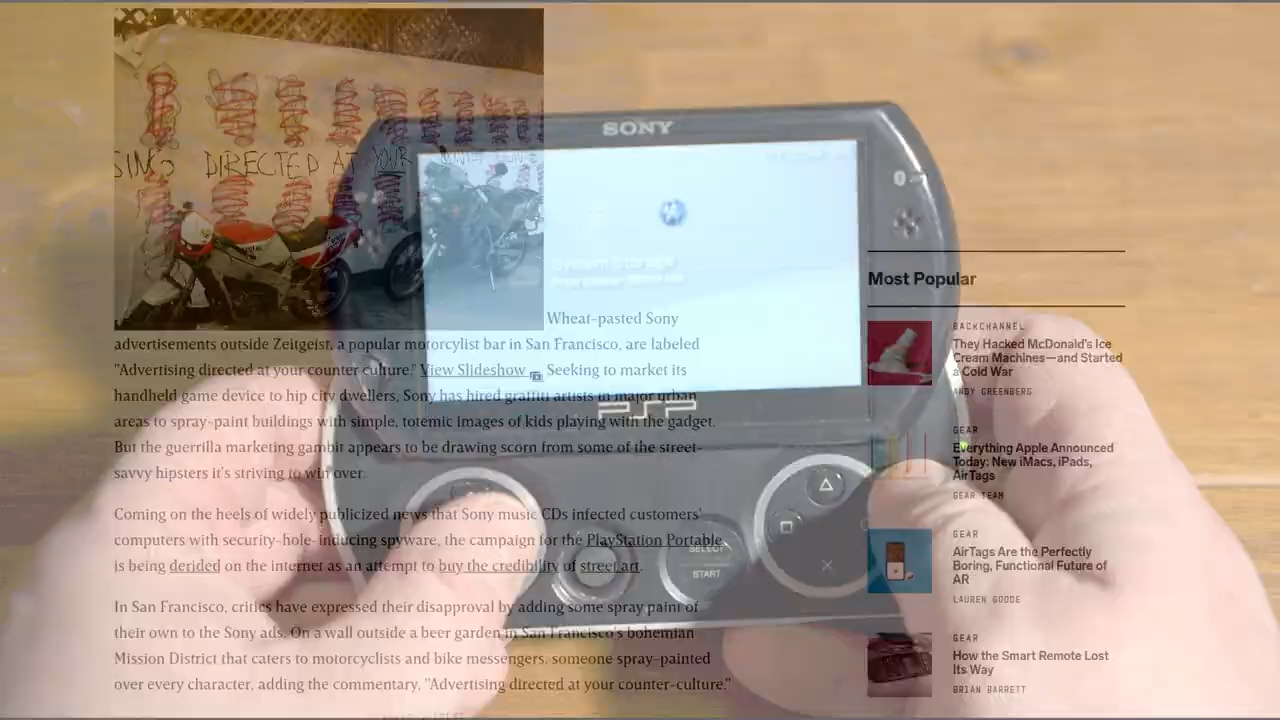 SING DIRECTED AT YOUR
SONY
System Storage
Most Popular
Wheat-pasted Sony
advertisements outside Zeitgeist, a popular motorcylist bar in San Francisco, are labeled
"Advertising directed at your counter culture." View Slideshow Seeking to market its
handheld game device to hip city dwellers, Sony has hired graffiti artists in major urban
areas to spray-paint buildings with simple, totemic images of kids playing with the gadget.
But the guerrilla marketing gambit appears to be drawing scorn from some of the street-
savvy hipsters it's striving to win over.
PSP
Coming on the heels of widely publicized news that Sony music CDs infected customers'
computers with security-hole-inducing spyware, the campaign for the PlayStation Portable
is being derided on the internet as an attempt to buy the credibility of street art.
SELECT
START
In San Francisco, critics have expressed their disapproval by adding some spray paint of
their own to the Sony ads. On a wall outside a beer garden in San Francisco's bohemian
Mission District that caters to motorcyclists and bike messengers, someone spray-painted
over every character, adding the commentary, "Advertising directed at your counter-culture."
BACKCHANNEL
They Hacked McDonald's Ice
Cream Machines—and Started
a Cold War
ANDY GREENBERG
GEAR
Everything Apple Announced
Today: New iMacs, iPads,
AirTags
GEAR TEAM
GEAR
AirTags Are the Perfectly
Boring, Functional Future of
AR
LAUREN GOODE
GEAR
How the Smart Remote Lost
Its Way
BRIAN BARRETT